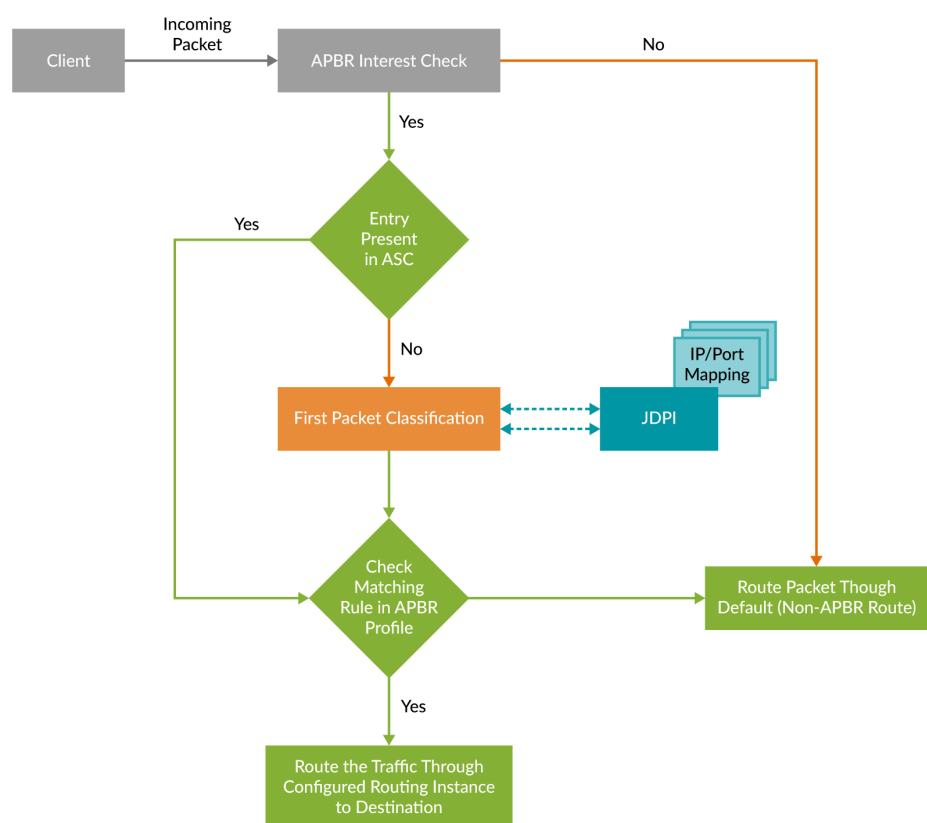 Incoming
Packet
Client
APBR Interest Check
No
Yes
Entry
Present
in ASC
Yes
No
IP/Port
Mapping
First Packet Classification
JDPI
Check
Matching
Rule in APBR
Profile
Route Packet Though
Default (Non-APBR Route)
Yes
Route the Traffic Through
Configured Routing Instance
to Destination